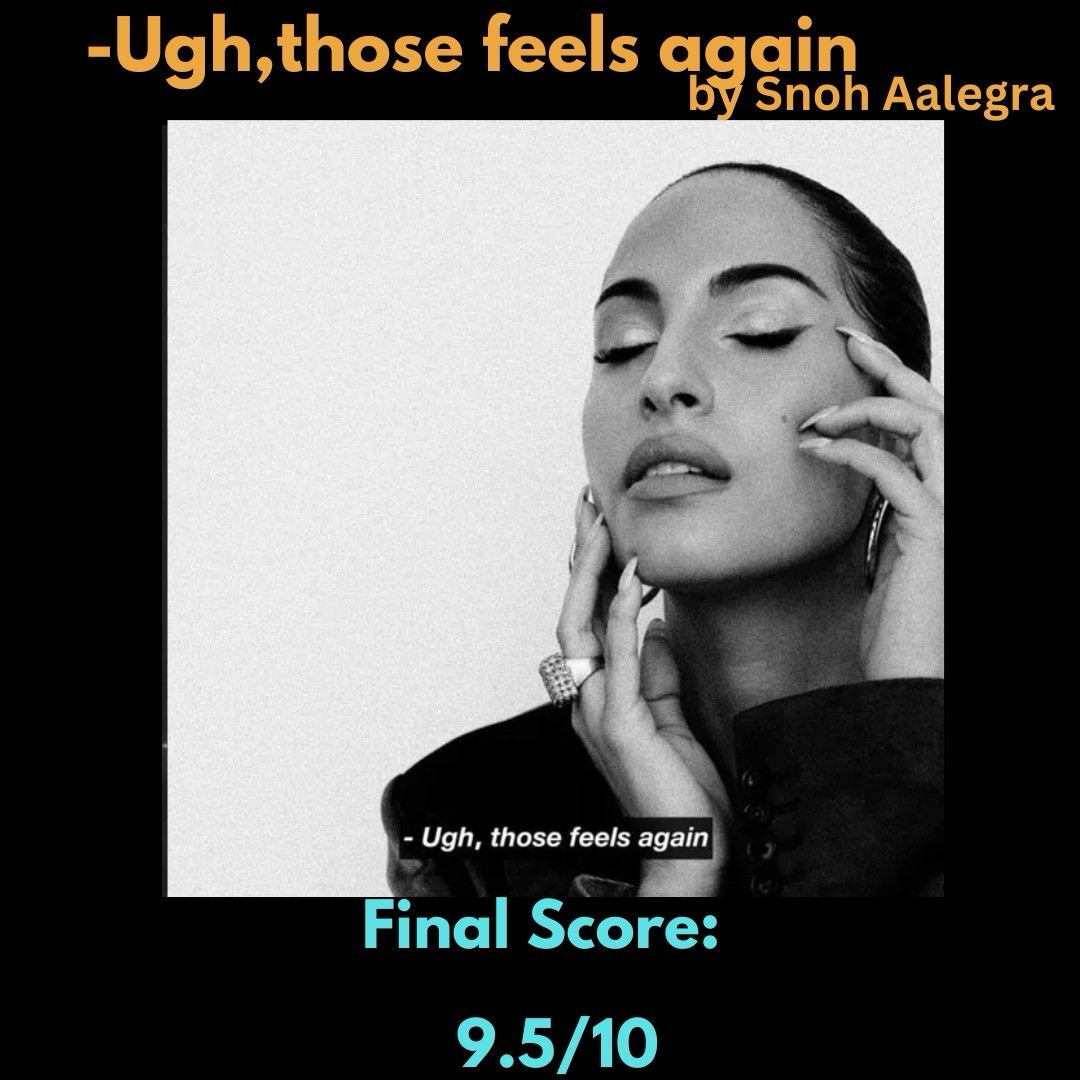 -Ugh,those feels again
by Snoh Aalegra
- Ugh, those feels again
Final Score:
9.5/10